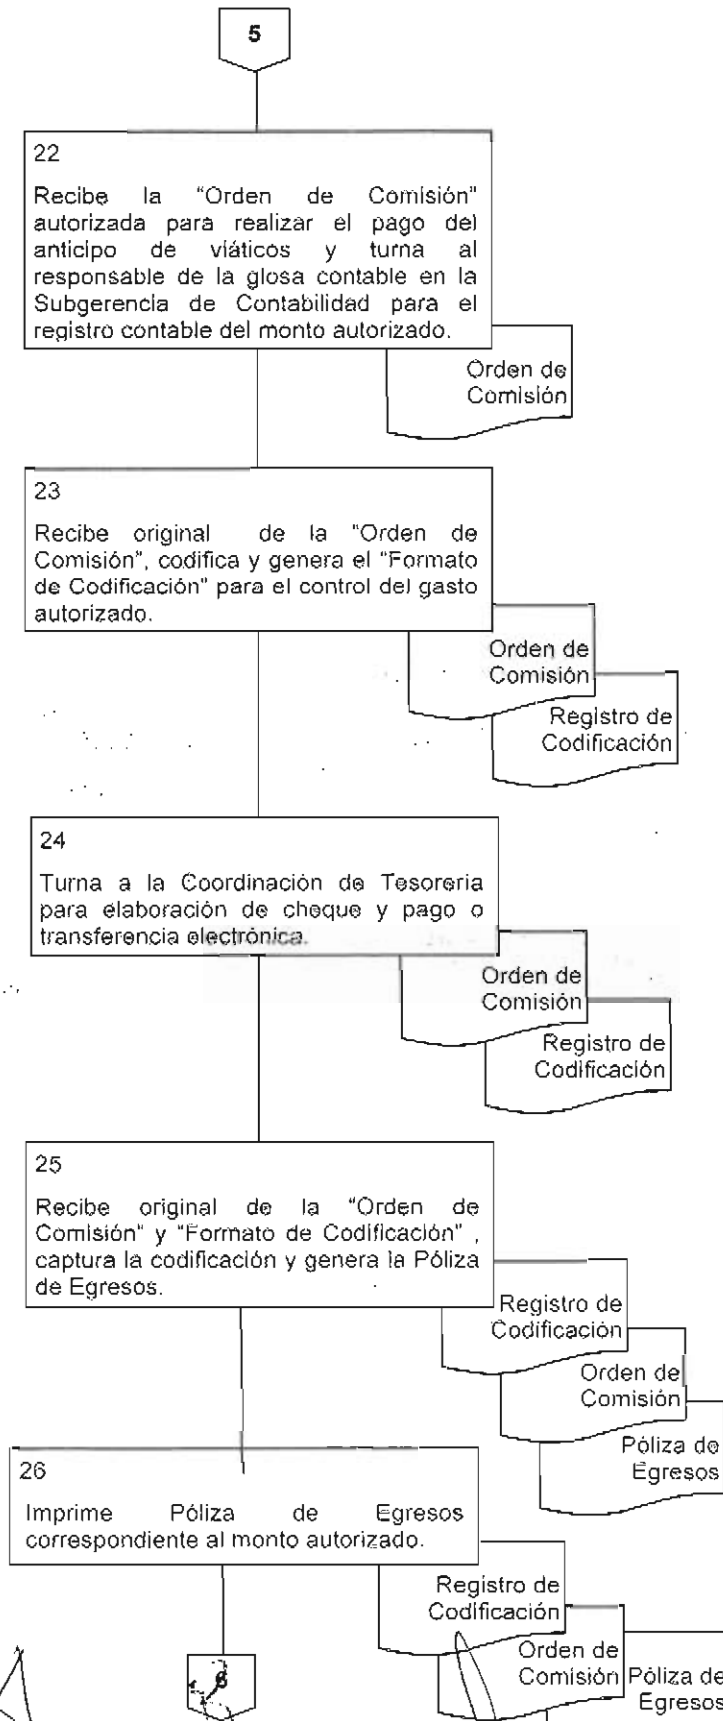 5
22
Recibe la "Orden de Comisión"
autorizada para realizar el pago del
anticipo de viáticos y turna al
responsable de la glosa contable en la
Subgerencia de Contabilidad para el
registro contable del monto autorizado.
Orden de
Comisión
23
Recibe original de la "Orden de
Comisión", codifica y genera el "Formato
de Codificación" para el control del gasto
autorizado.
Orden de
Comisión
Registro de
Codificación
24
Turna a la Coordinación de Tesoreria
para elaboración de cheque y pago o
transferencia electrónica.
Orden de
Comisión
Registro de
Codificación
25
Recibe original de la "Orden de
Comisión" y "Formato de Codificación" ,
captura la codificación y genera la Póliza
de Egresos.
Registro de
Codificación
Orden de
Comisión
Póliza de
Egresos
26
Imprime Póliza de Egresos
correspondiente al monto autorizado.
Registro de
Codificación
Orden de
Comisión
Póliza de
Egresos